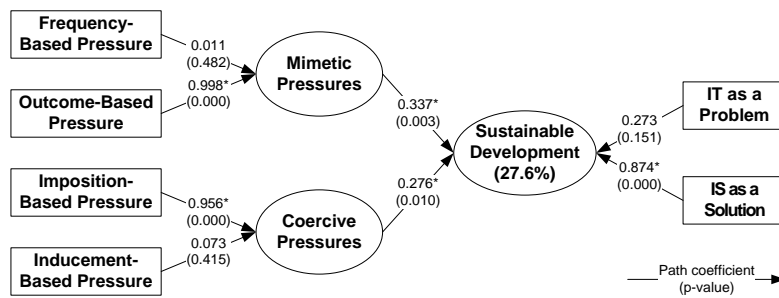 Frequency-
Based Pressure
0.011
(0.482)
0.998*
(0.000)
Outcome-Based
Pressure
Mimetic
Pressures
0.337*
(0.003)
Imposition-
Based Pressure
0.956*
(0.000)
0.073
(0.415)
Inducement-
Based Pressure
Coercive
Pressures
0.276*
(0.010)
Sustainable
Development
(27.6%)
IT as a
Problem
0.273
(0.151)
0.874*
(0.000)
IS as a
Solution
Path coefficient
(p-value)